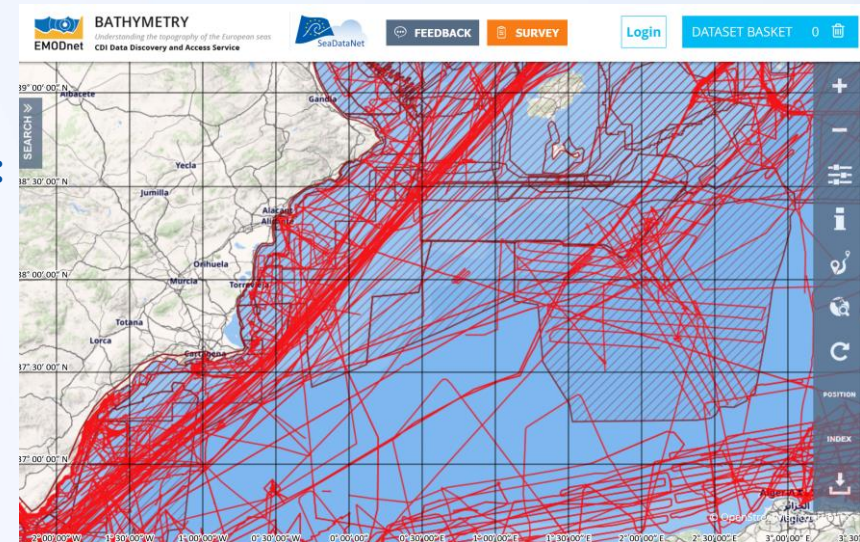 BATHYMETRY
Understanding the topography of the European seas
CDI Data Discovery and Access Service
EMODnet
SeaDataNet
FEEDBACK
SURVEY
Login
DATASET BASKET 0
SEARCH
39° 00' 00" N
Albacete
Gandia
Yecla
38° 30' 00" N
Jumilla
Alacant
Orihuela
38° 00' 00" N
Murcia
Totana
Lorca
Cartagena
37° 30' 00" N
POSITION
INDEX
37° 00' 00" N
الجزائر
2° 00' 00" W
1° 30' 00" W
1° 00' 00" W
0° 30' 00" W
0° 00' 00"
0° 30' 00" E
1° 00' 00" E
1° 30' 00" E
2° 00' 00" E
2° 30' 00" E
3° 00' 00" E